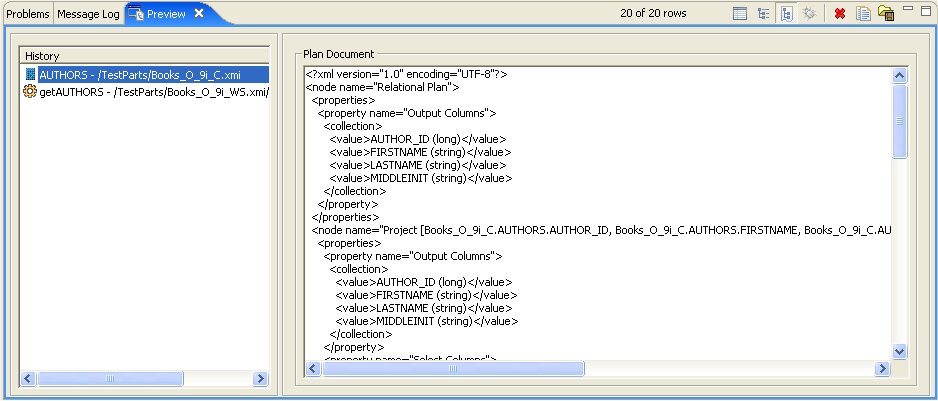 Problems Message Log Preview 20 of 20 rows
History
AUTHORS - /TestParts/Books_O_9i_C.xmi
getAUTHORS - /TestParts/Books_O_9i_WS.xmi/
Plan Document
<?xml version="1.0" encoding="UTF-8"?>
<node name="Relational Plan">
<properties>
<property name="Output Columns">
<collection>
<value>AUTHOR_ID (long)</value>
<value>FIRSTNAME (string)</value>
<value>LASTNAME (string)</value>
<value>MIDDLEINIT (string)</value>
</collection>
</property>
</properties>
<node name="Project [Books_O_9i_C.AUTHORS.AUTHOR_ID, Books_O_9i_C.AUTHORS.FIRSTNAME, Books_O_9i_C.AU
<properties>
<property name="Output Columns">
<collection>
<value>AUTHOR_ID (long)</value>
<value>FIRSTNAME (string)</value>
<value>LASTNAME (string)</value>
<value>MIDDLEINIT (string)</value>
</collection>
</property>
<property name="Select Columns">